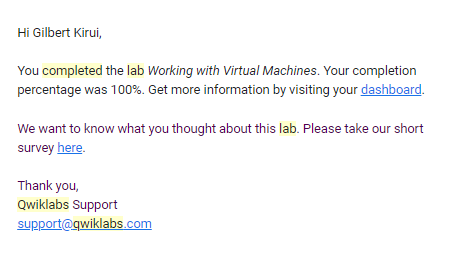 Hi Gilbert Kirui,
You completed the lab Working with Virtual Machines. Your completion
percentage was 100%. Get more information by visiting your dashboard.
We want to know what you thought about this lab. Please take our short
survey here.
Thank you,
Qwiklabs Support
support@qwiklabs.com